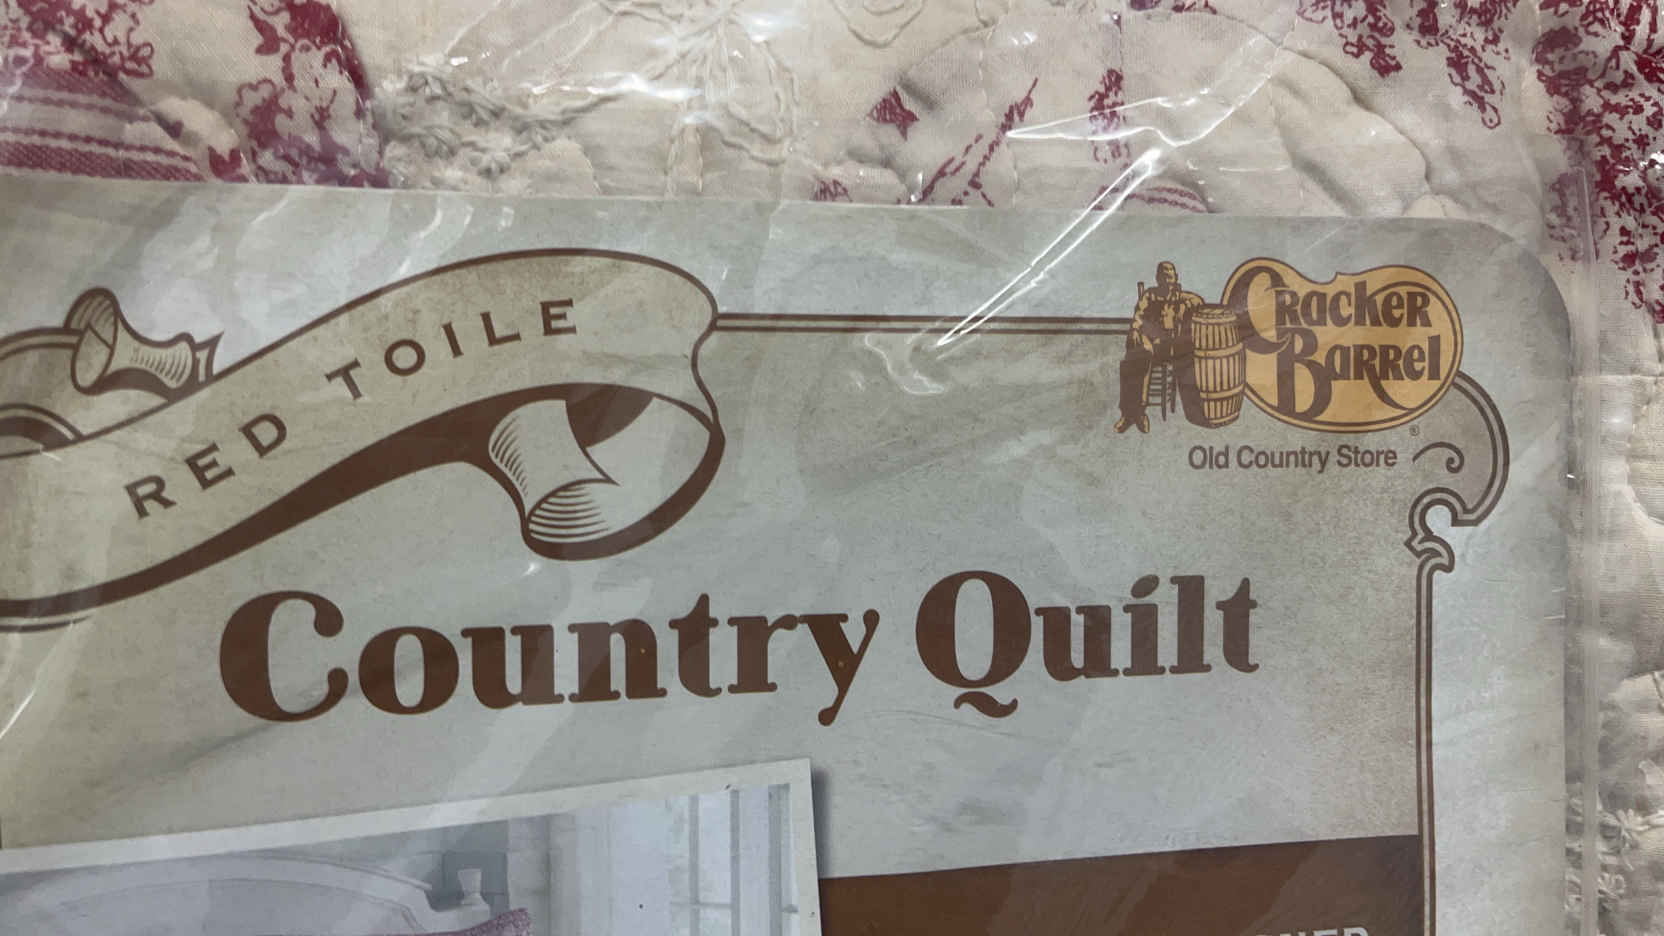 RED TOILE
Cracker
Barrel
®
Old Country Store
Country Quilt